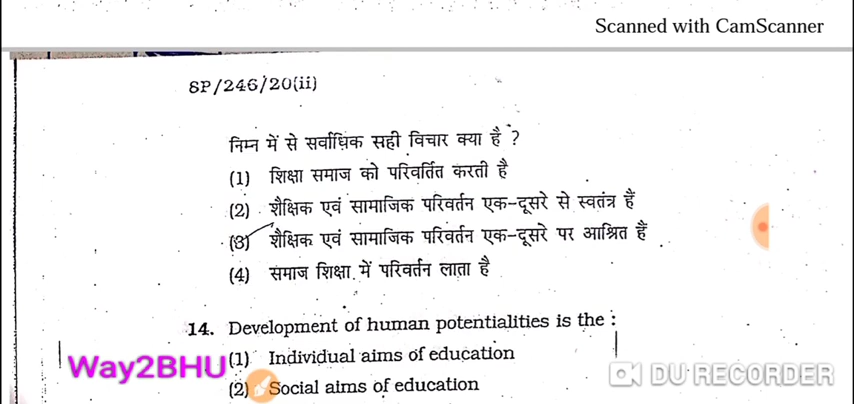 Scanned with CamScanner
SP/246/20(ii)
निम्न में से सर्वाधिक सही विचार क्या है ?
(1) शिक्षा समाज को परिवर्तित करती है
(2) शैक्षिक एवं सामाजिक परिवर्तन एक-दूसरे से स्वतंत्र हैं
(3) शैक्षिक एवं सामाजिक परिवर्तन एक-दूसरे पर आश्रित हैं
(4) समाज शिक्षा में परिवर्तन लाता है
14. Development of human potentialities is the :
(1) Individual aims of education
(2) Social aims of education
Way2BHU
DU RECORDER